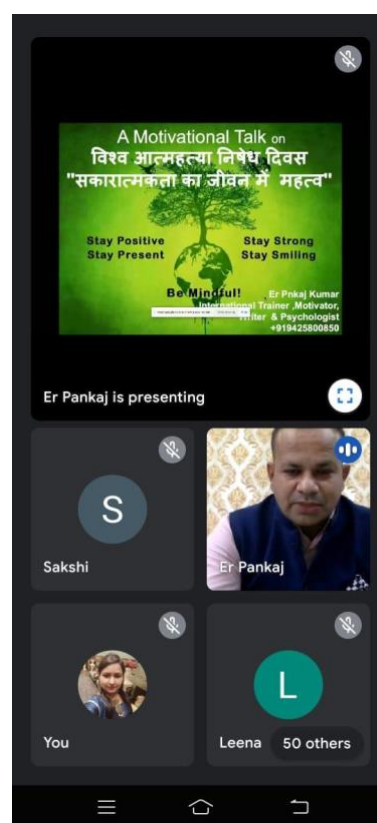 A Motivational Talk on
विश्व आत्महत्या निषेध दिवस
"सकारात्मकता का जीवन में महत्व"
Stay Positive
Stay Present
Stay Strong
Stay Smiling
Be Mindful!
Er Pnkaj Kumar
International Trainer ,Motivator,
Writer & Psychologist
+919425800850
Er Pankaj is presenting
S
Sakshi
Er Pankaj
You
L
Leena
50 others